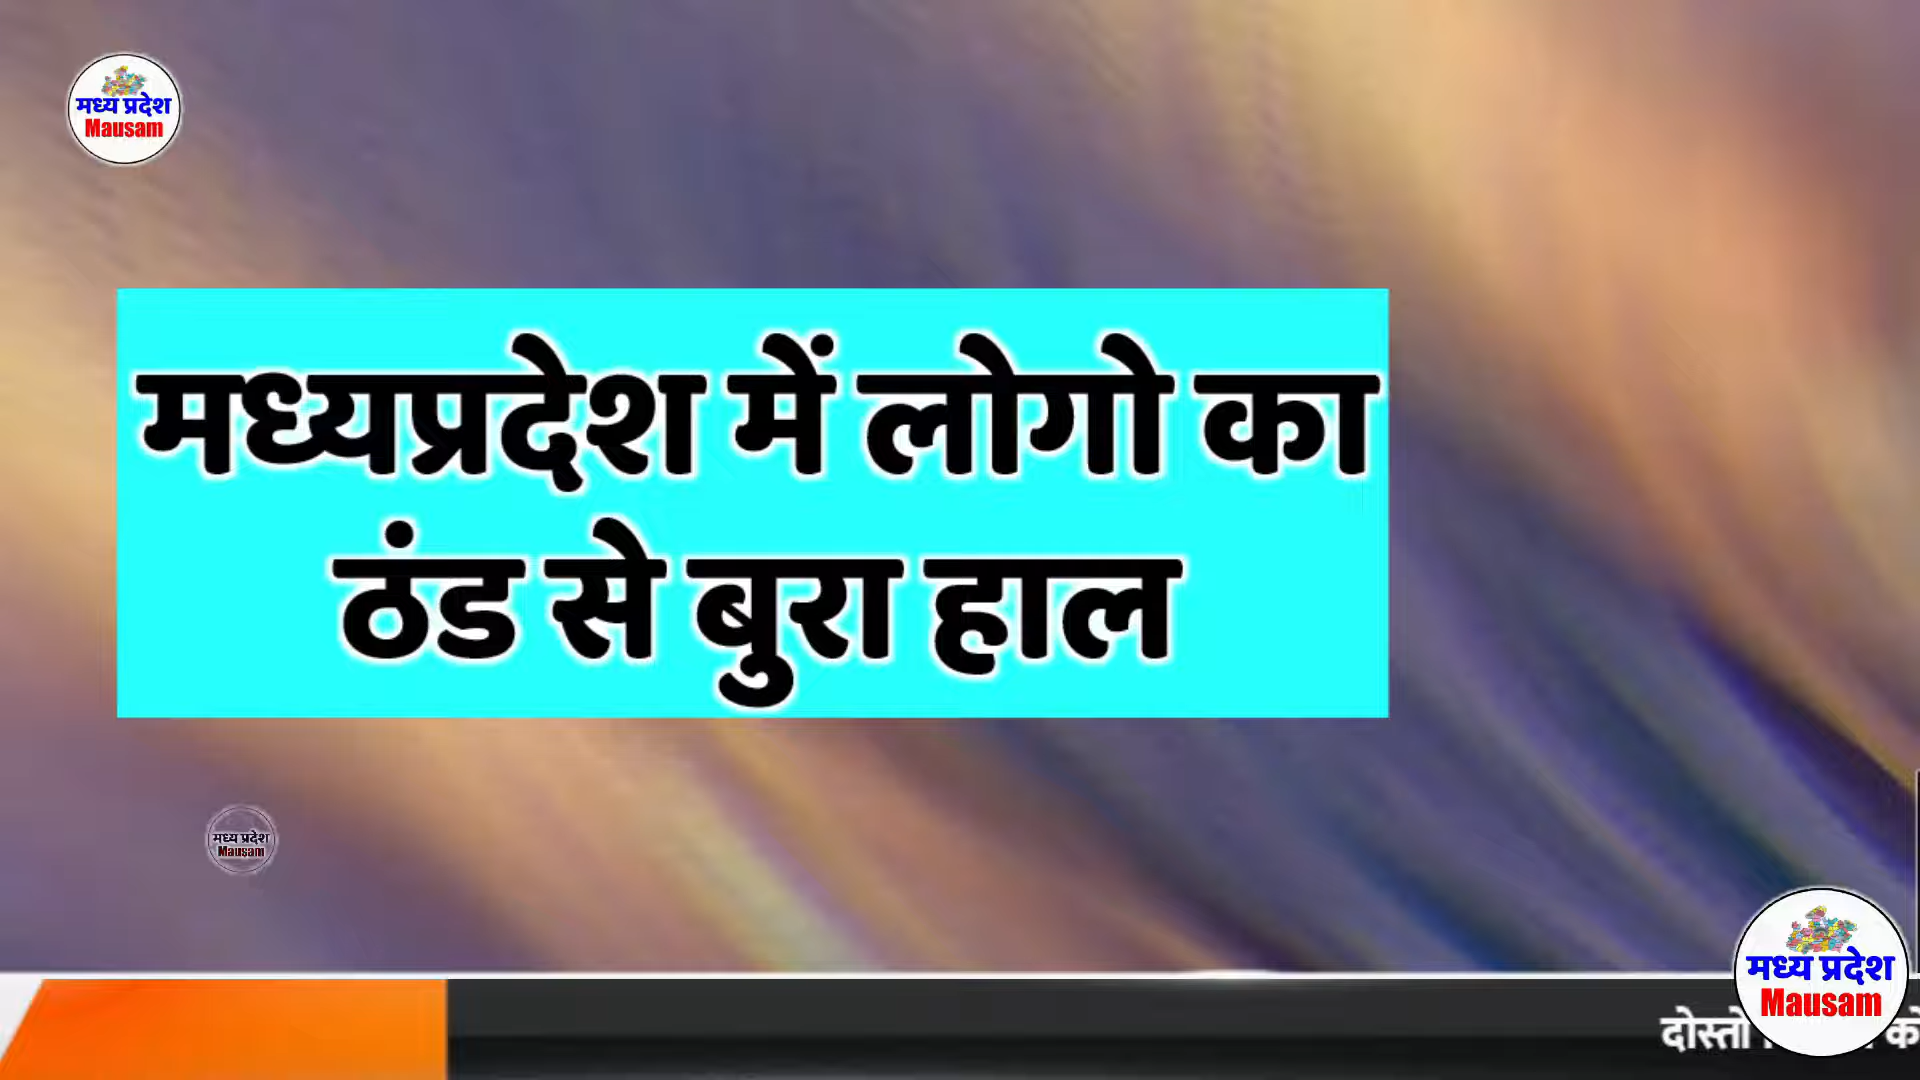 मध्य प्रदेश
Mausam
मध्यप्रदेश में लोगो का
ठंड से बुरा हाल
मध्य प्रदेश
Mausam
मध्य प्रदेश
Mausam
दोस्तो